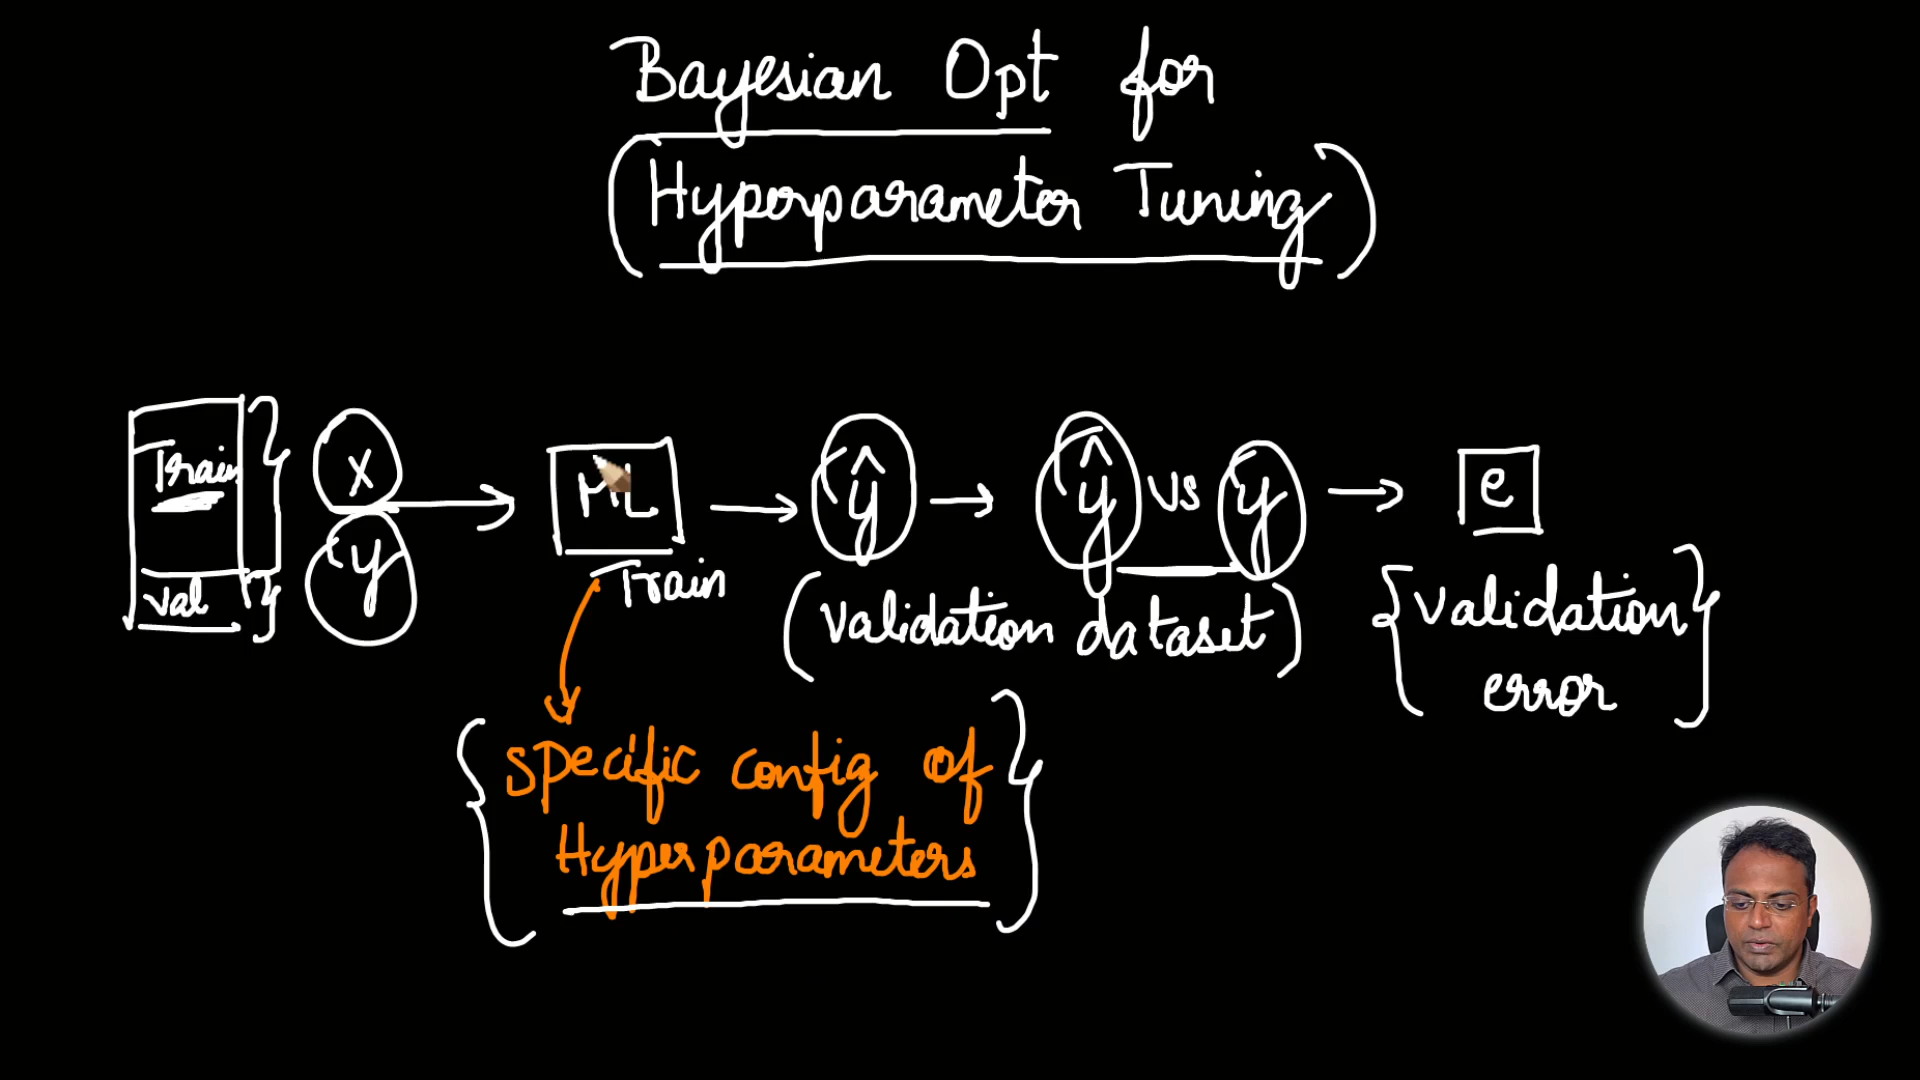 Bayesian Opt for
(Hyperparameter Tuning)
Train
val
x
y
ML
Train
ŷ
ŷ vs y
e
(Validation dataset)
{Validation
error}
{specific config of
Hyperparameters}